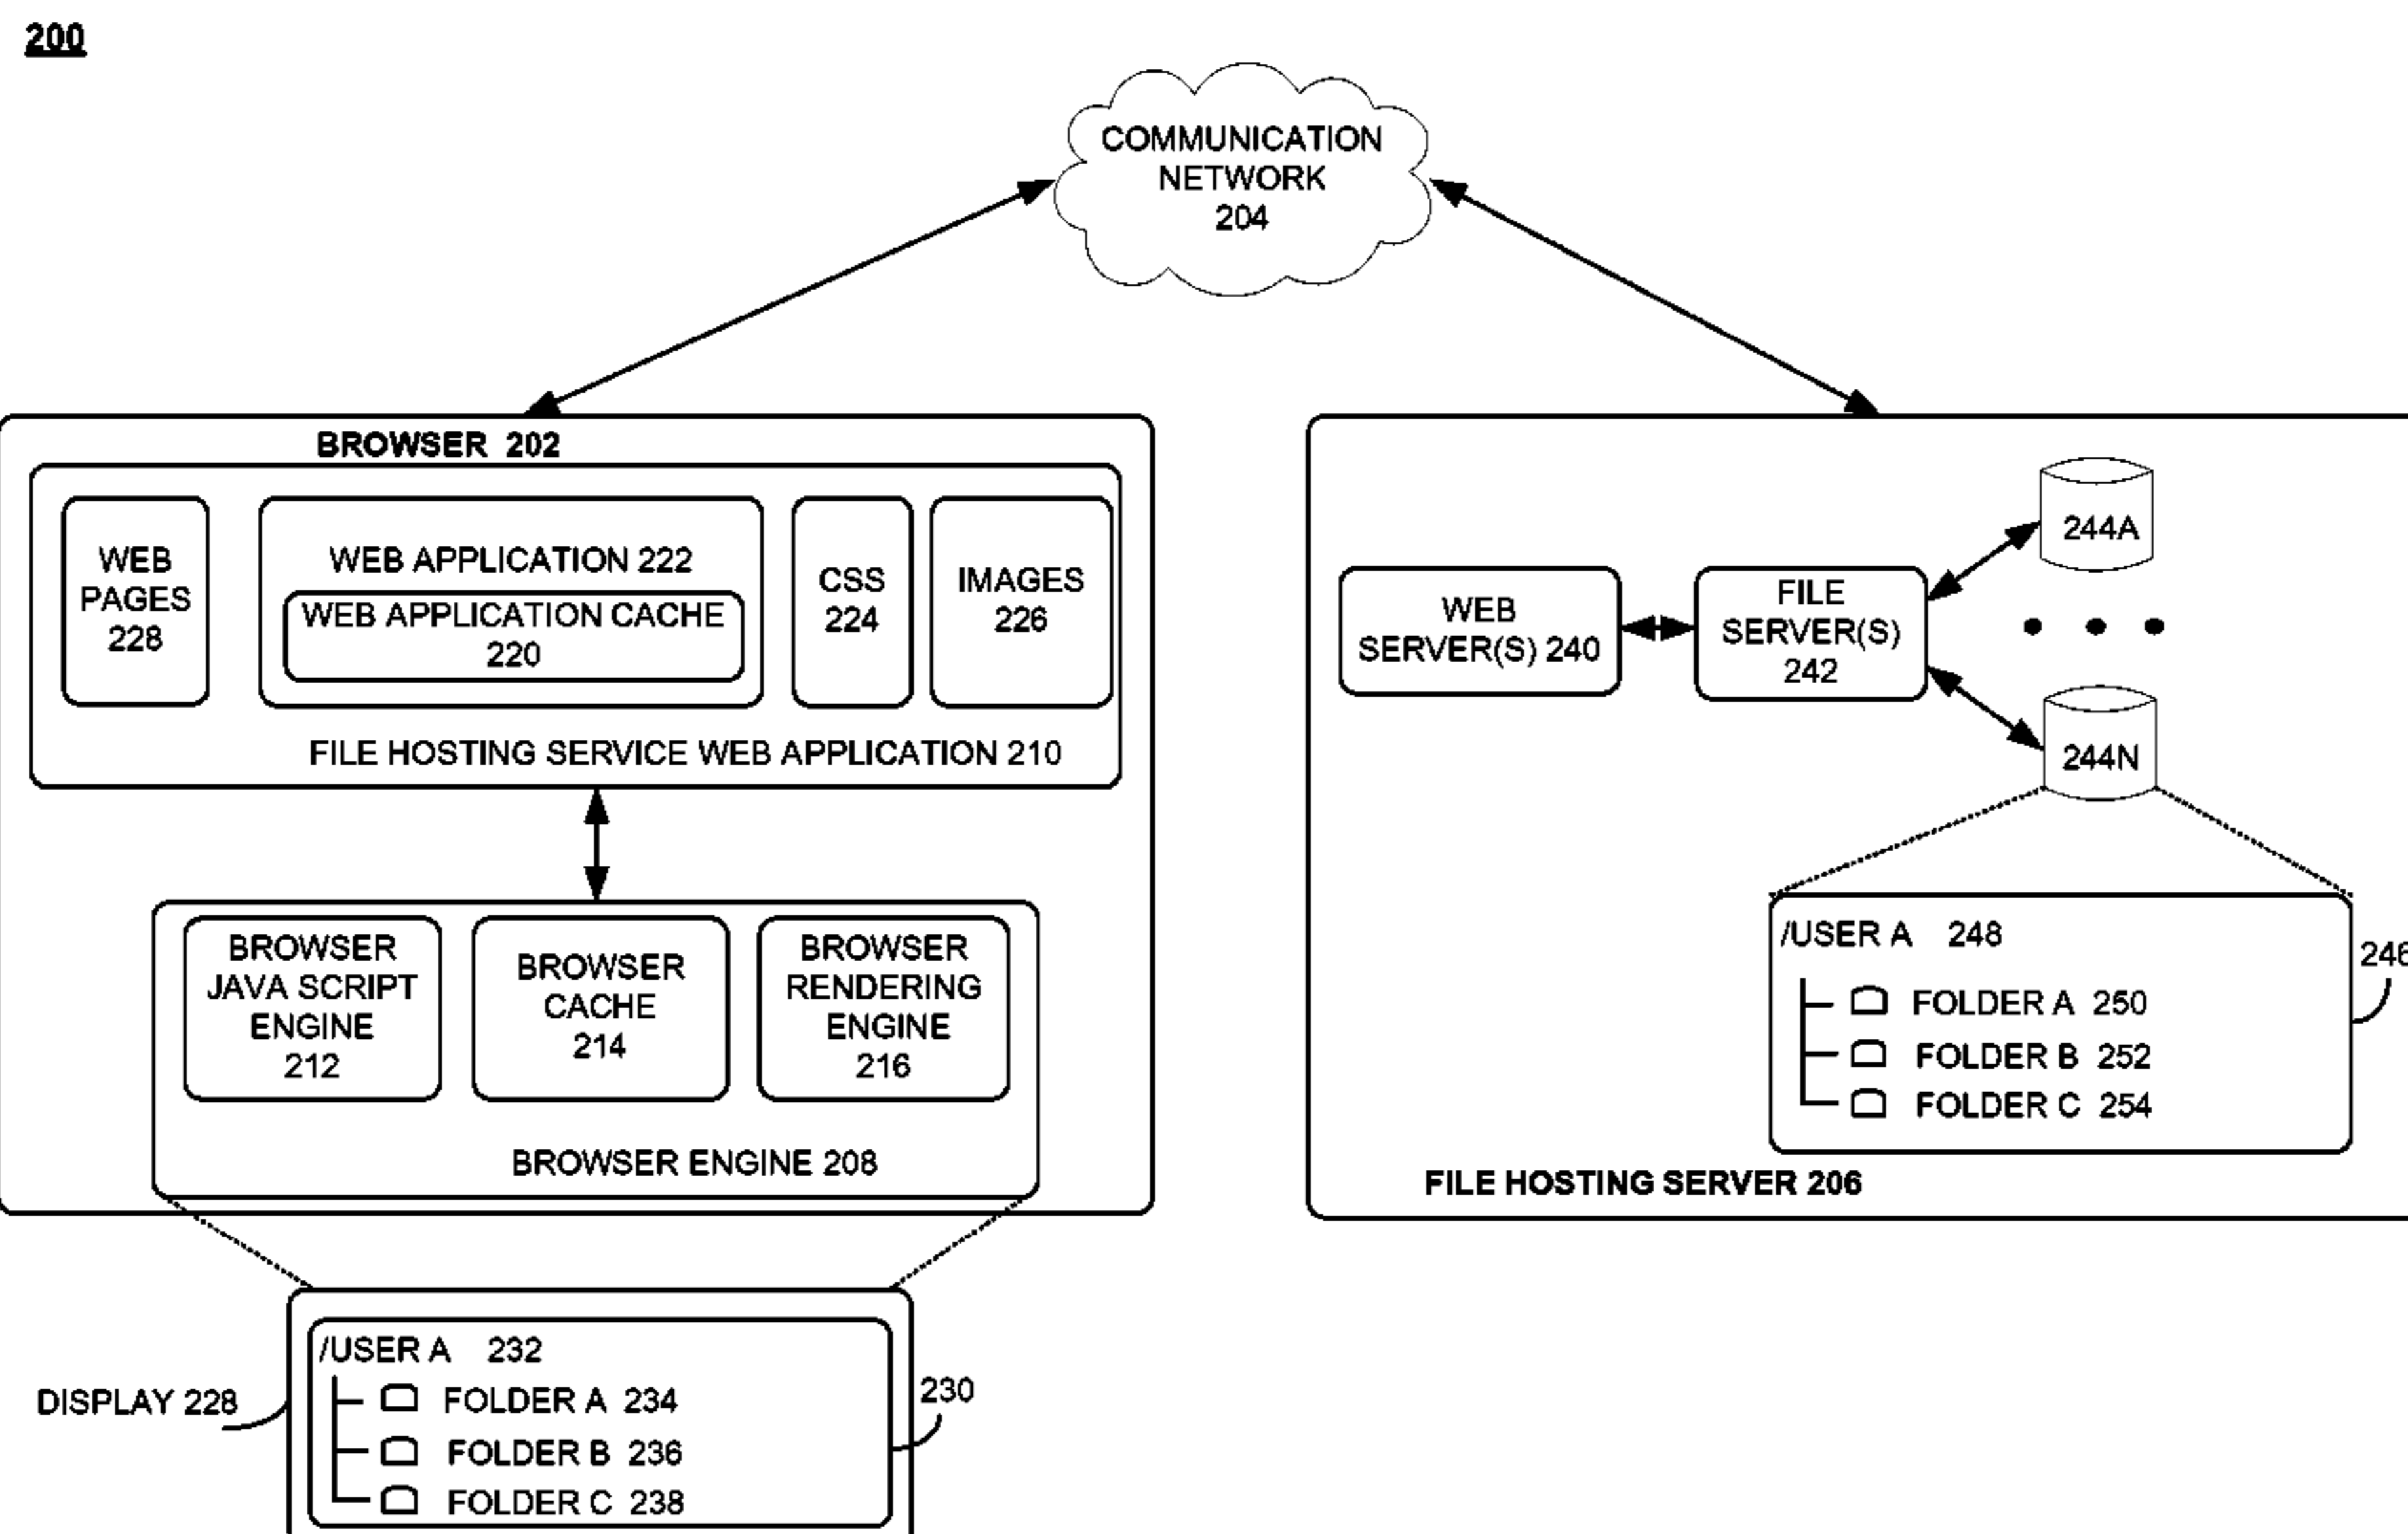 200
COMMUNICATION
NETWORK
204
BROWSER 202
WEB
PAGES
228
WEB APPLICATION 222
WEB APPLICATION CACHE
220
CSS
224
IMAGES
226
FILE HOSTING SERVICE WEB APPLICATION 210
BROWSER
JAVA SCRIPT
ENGINE
212
BROWSER
CACHE
214
BROWSER
RENDERING
ENGINE
216
BROWSER ENGINE 208
/USER A 232
FOLDER A 234
FOLDER B 236
FOLDER C 238
DISPLAY 228
230
WEB
SERVER(S) 240
FILE
SERVER(S)
242
244A
244N
/USER A 248
FOLDER A 250
FOLDER B 252
FOLDER C 254
246
FILE HOSTING SERVER 206